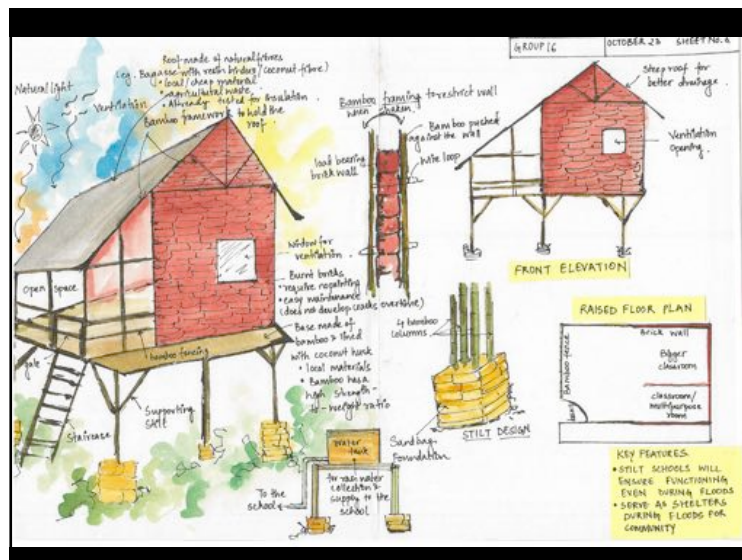 GROUP 16
OCTOBER 23 SHEET NO. 2
Roof made of natural fibres
(eg. Bagasse with resin binders / coconut fibre)
• local/cheap material
• agricultural waste
• Already tested for insulation
Bamboo framework to hold the
roof.
Natural light
Ventilation
Open space
gate
bamboo fencing
Staircase
Supporting
stilt
Window for
ventilation
Burnt bricks
• require no painting
• easy maintenance
(does not develop cracks overtime)
Base made of
bamboo & lined
with coconut husk
• local materials
• Bamboo has a
high strength
to-weight ratio
Bamboo framing to restrict wall
when shaken
Bamboo pushed
against the wall
load bearing
brick wall
Wire loop
4 bamboo
columns
Sandbag
Foundation
STILT DESIGN
Water
tank
for rain water
collection &
supply to the
school
To the
school
Steep roof for
better drainage.
Ventilation
Opening.
FRONT ELEVATION
RAISED FLOOR PLAN
Bamboo fence
Brick wall
Bigger
classroom
classroom/
multipurpose
room
KEY FEATURES
• STILT SCHOOLS WILL
ENSURE FUNCTIONING
EVEN DURING FLOODS
• SERVE AS SHELTERS
DURING FLOODS FOR
COMMUNITY